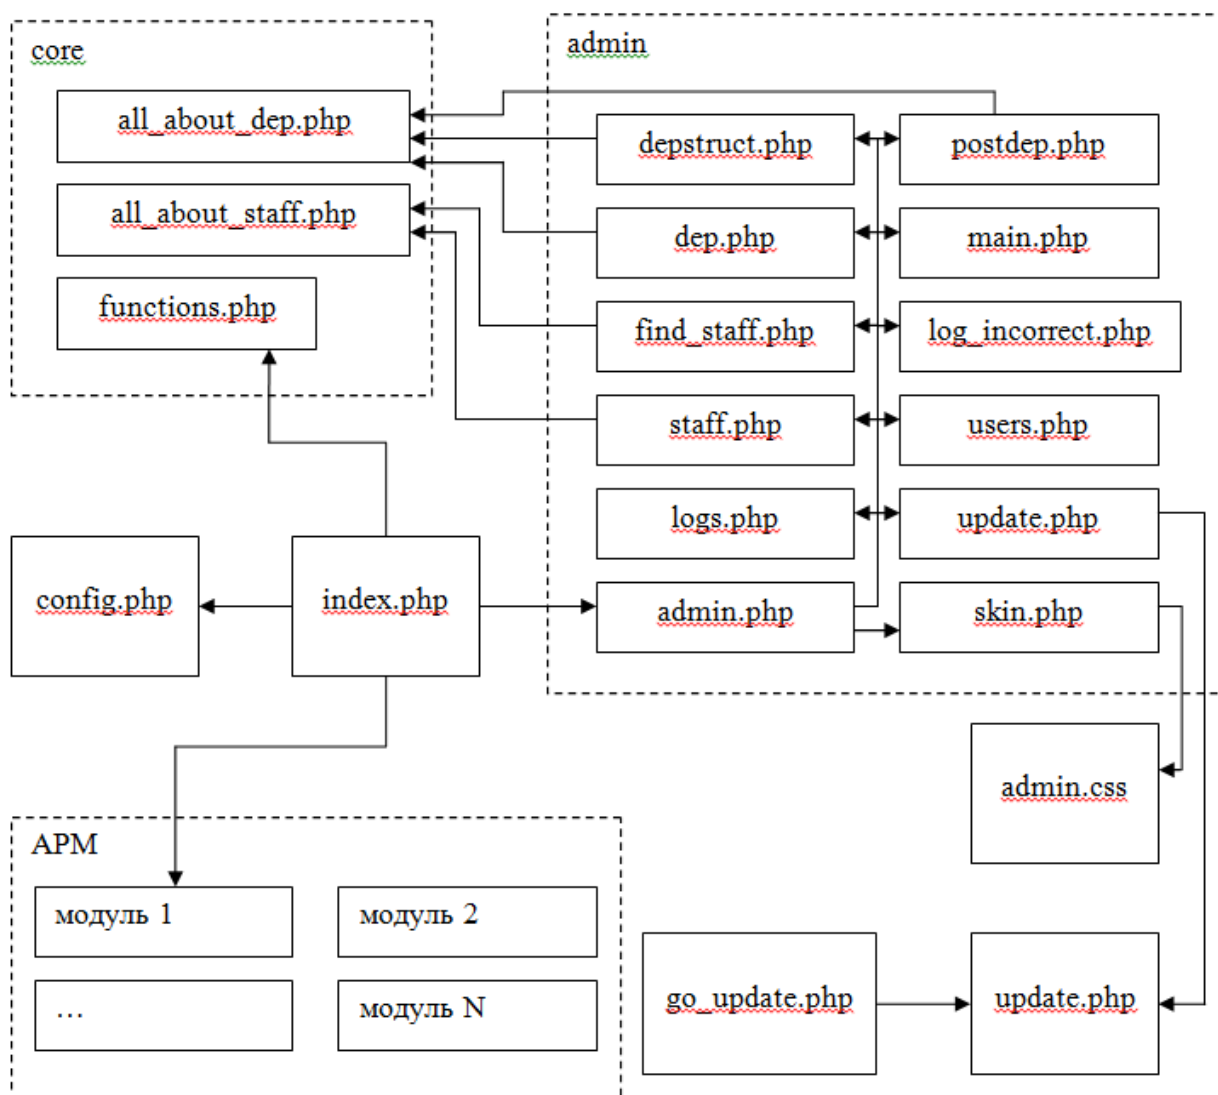 core
admin
all_about_dep.php
depstruct.php
postdep.php
all_about_staff.php
dep.php
main.php
functions.php
find_staff.php
log_incorrect.php
staff.php
users.php
logs.php
update.php
config.php
index.php
admin.php
skin.php
admin.css
АРМ
модуль 1
модуль 2
...
модуль N
go_update.php
update.php